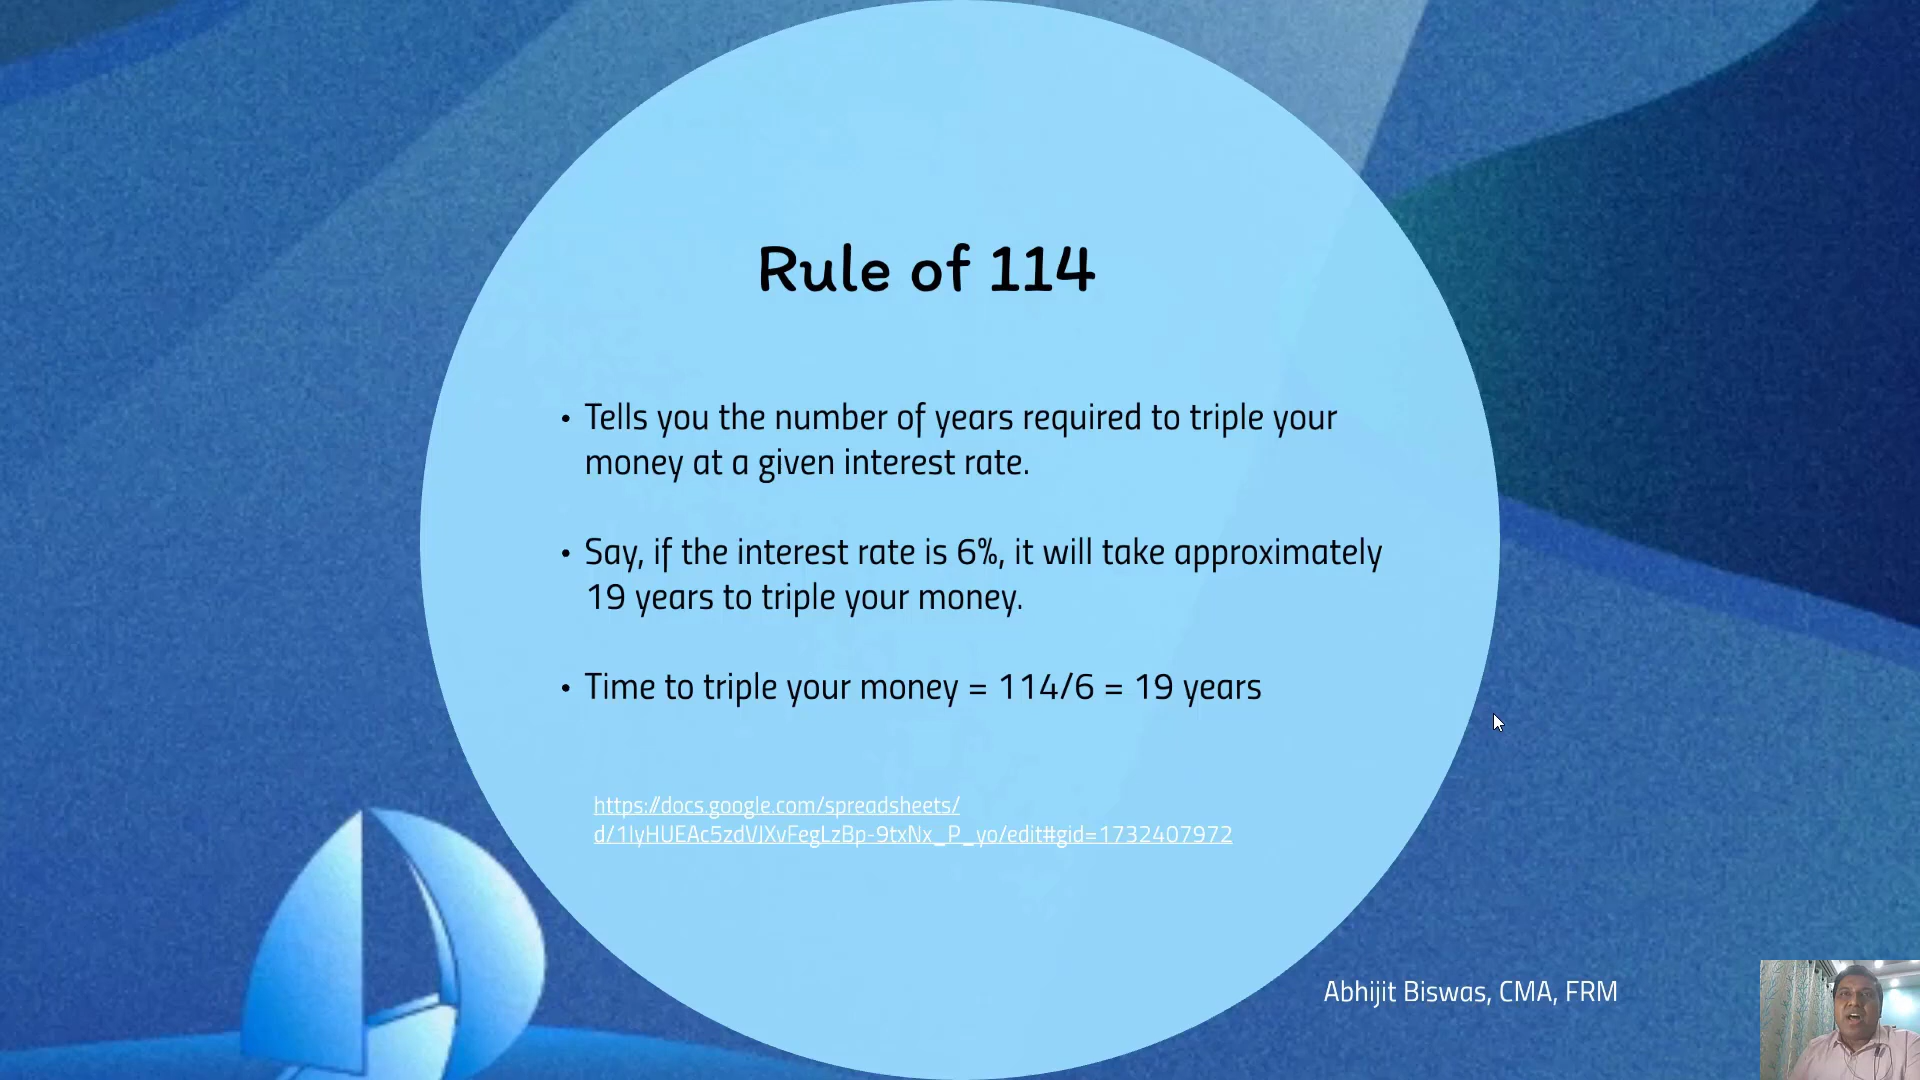 Rule of 114
• Tells you the number of years required to triple your
money at a given interest rate.
• Say, if the interest rate is 6%, it will take approximately
19 years to triple your money.
• Time to triple your money = 114/6 = 19 years
https://docs.google.com/spreadsheets/
d/1lyHUEAc5zdVJXvFegLzBp-9txNx_P_yo/edit#gid=1732407972
Abhijit Biswas, CMA, FRM